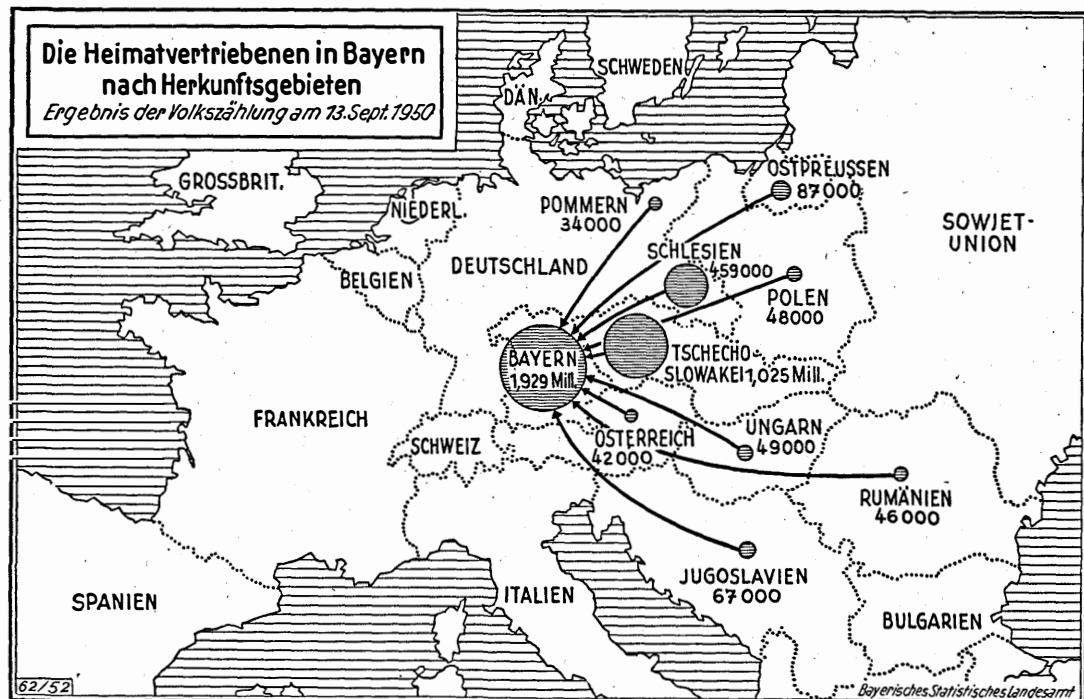 Die Heimatvertriebenen in Bayern
nach Herkunftsgebieten
Ergebnis der Volkszählung am 13. Sept. 1950
SCHWEDEN
DÄN.
GROSSBRIT.
NIEDERL.
BELGIEN
POMMERN
34000
OSTPREUSSEN
87000
SOWJET-
UNION
DEUTSCHLAND
SCHLESIEN
459000
POLEN
48000
BAYERN
1,929 Mill.
TSCHECHO-
SLOWAKEI 1,025 Mill.
FRANKREICH
SCHWEIZ
ÖSTERREICH
42000
UNGARN
49000
RUMÄNIEN
46000
JUGOSLAVIEN
67000
SPANIEN
ITALIEN
BULGARIEN
62/52
Bayerisches Statistisches Landesamt